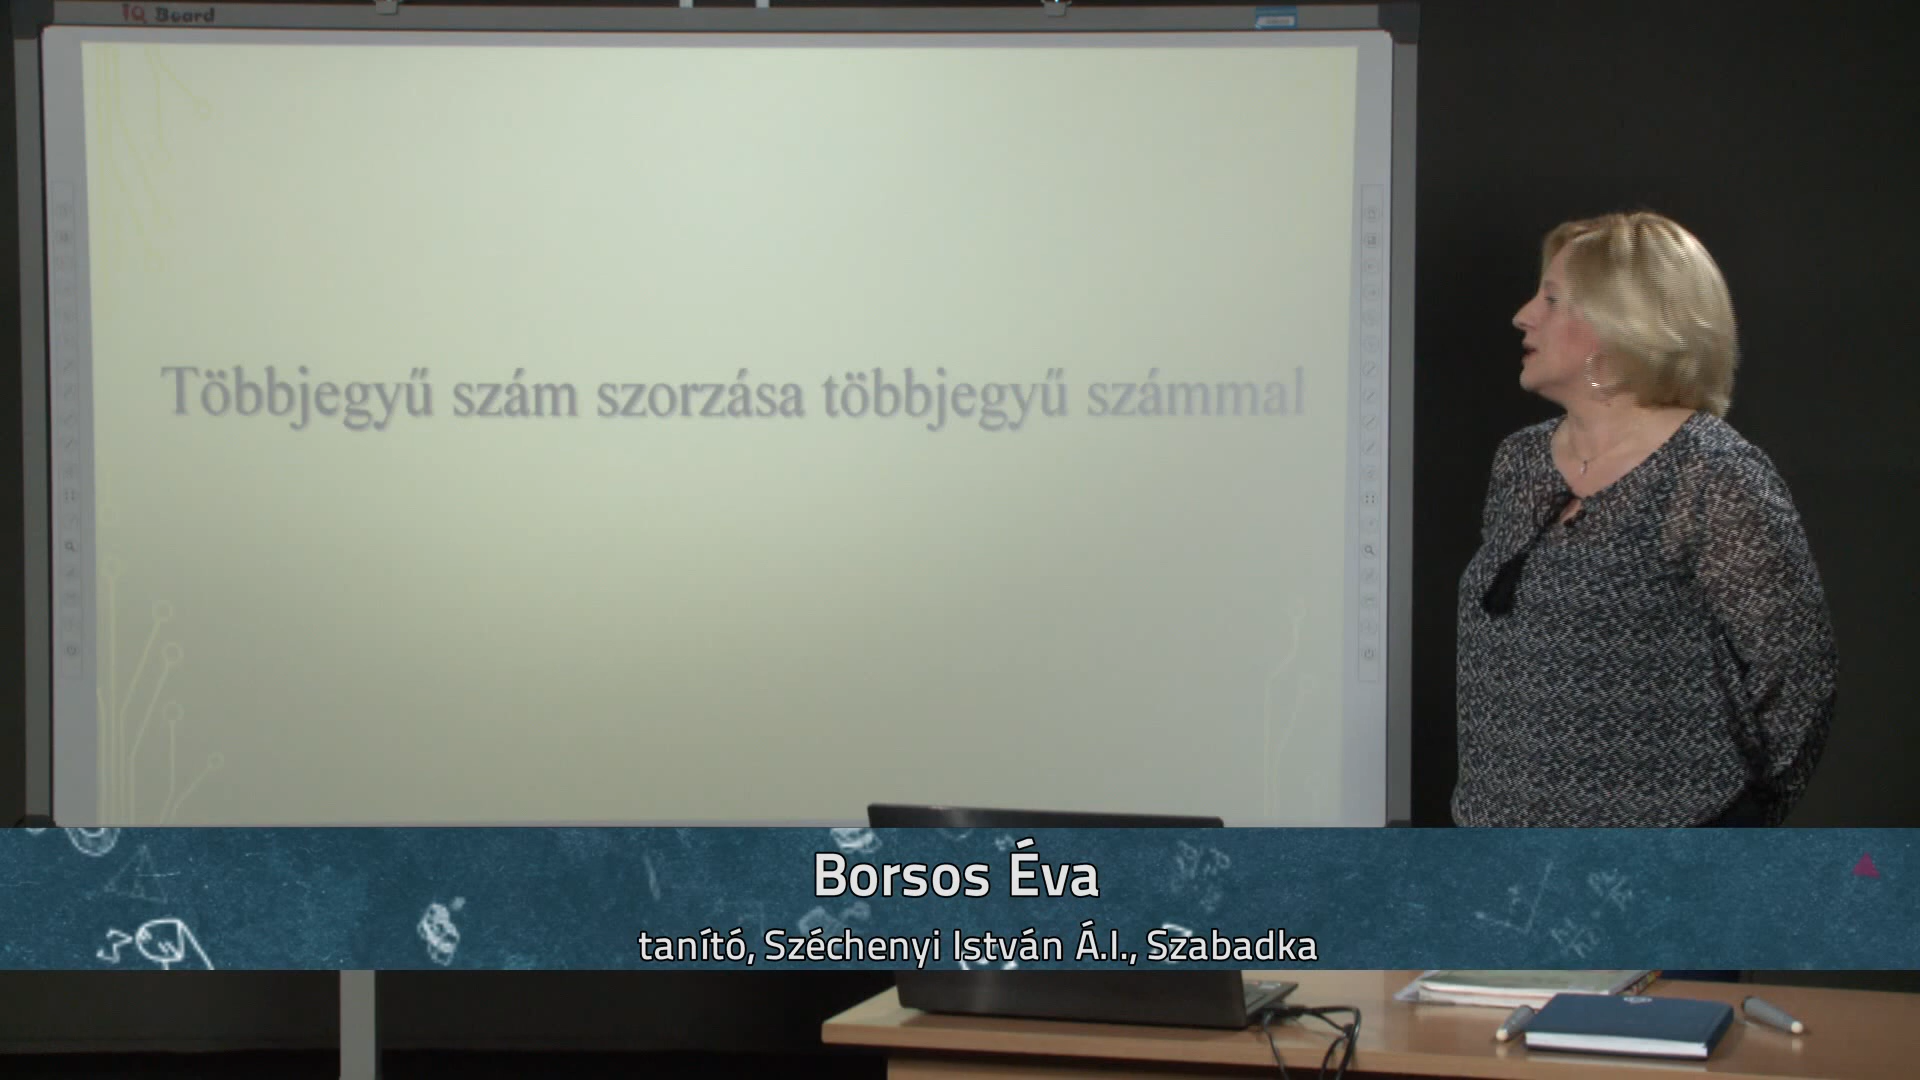 IQ Board
Többjegyű szám szorzása többjegyű számmal
Borsos Éva
tanító, Széchenyi István Á.I., Szabadka